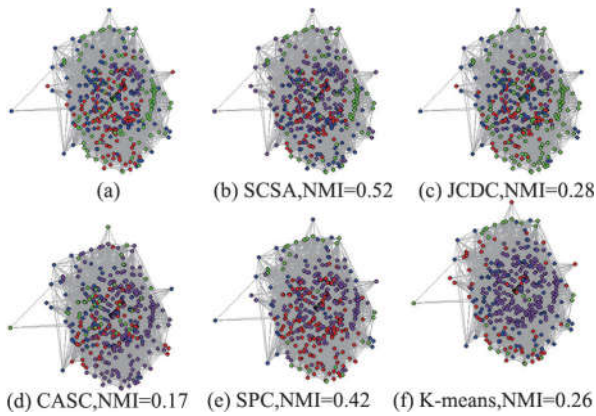 (a)
(b) SCSA,NMI=0.52
(c) JCDC,NMI=0.28
(d) CASC,NMI=0.17
(e) SPC,NMI=0.42
(f) K-means,NMI=0.26